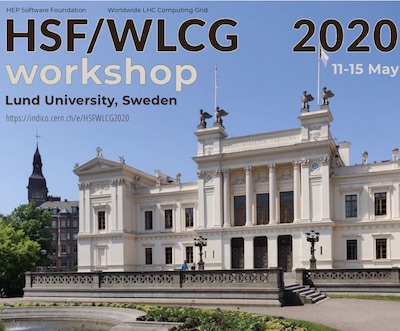 HEP Software Foundation Worldwide LHC Computing Grid
HSF/WLCG 2020
workshop 11-15 May
Lund University, Sweden
https://indico.cern.ch/e/HSFWLCG2020